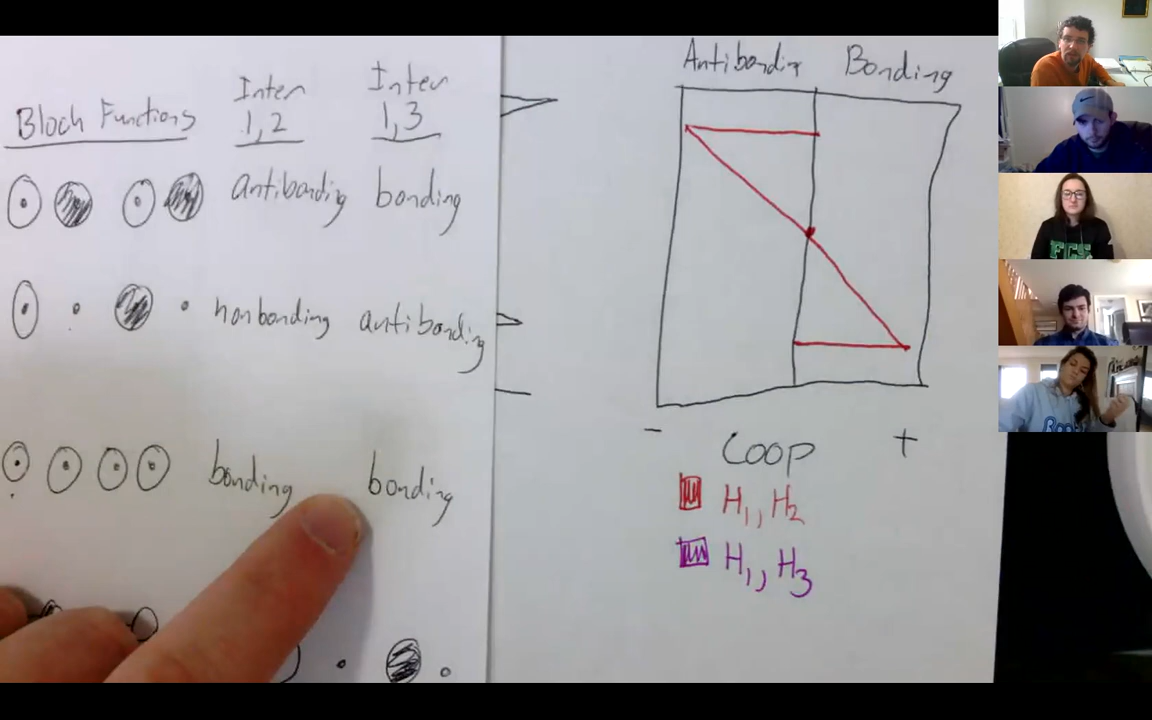 Bloch Functions
Inter 1,2
Inter 1,3
antibonding bonding
nonbonding antibonding
bonding bonding
Antibonding Bonding
- COOP +
H1, H2
H1, H3
FCS